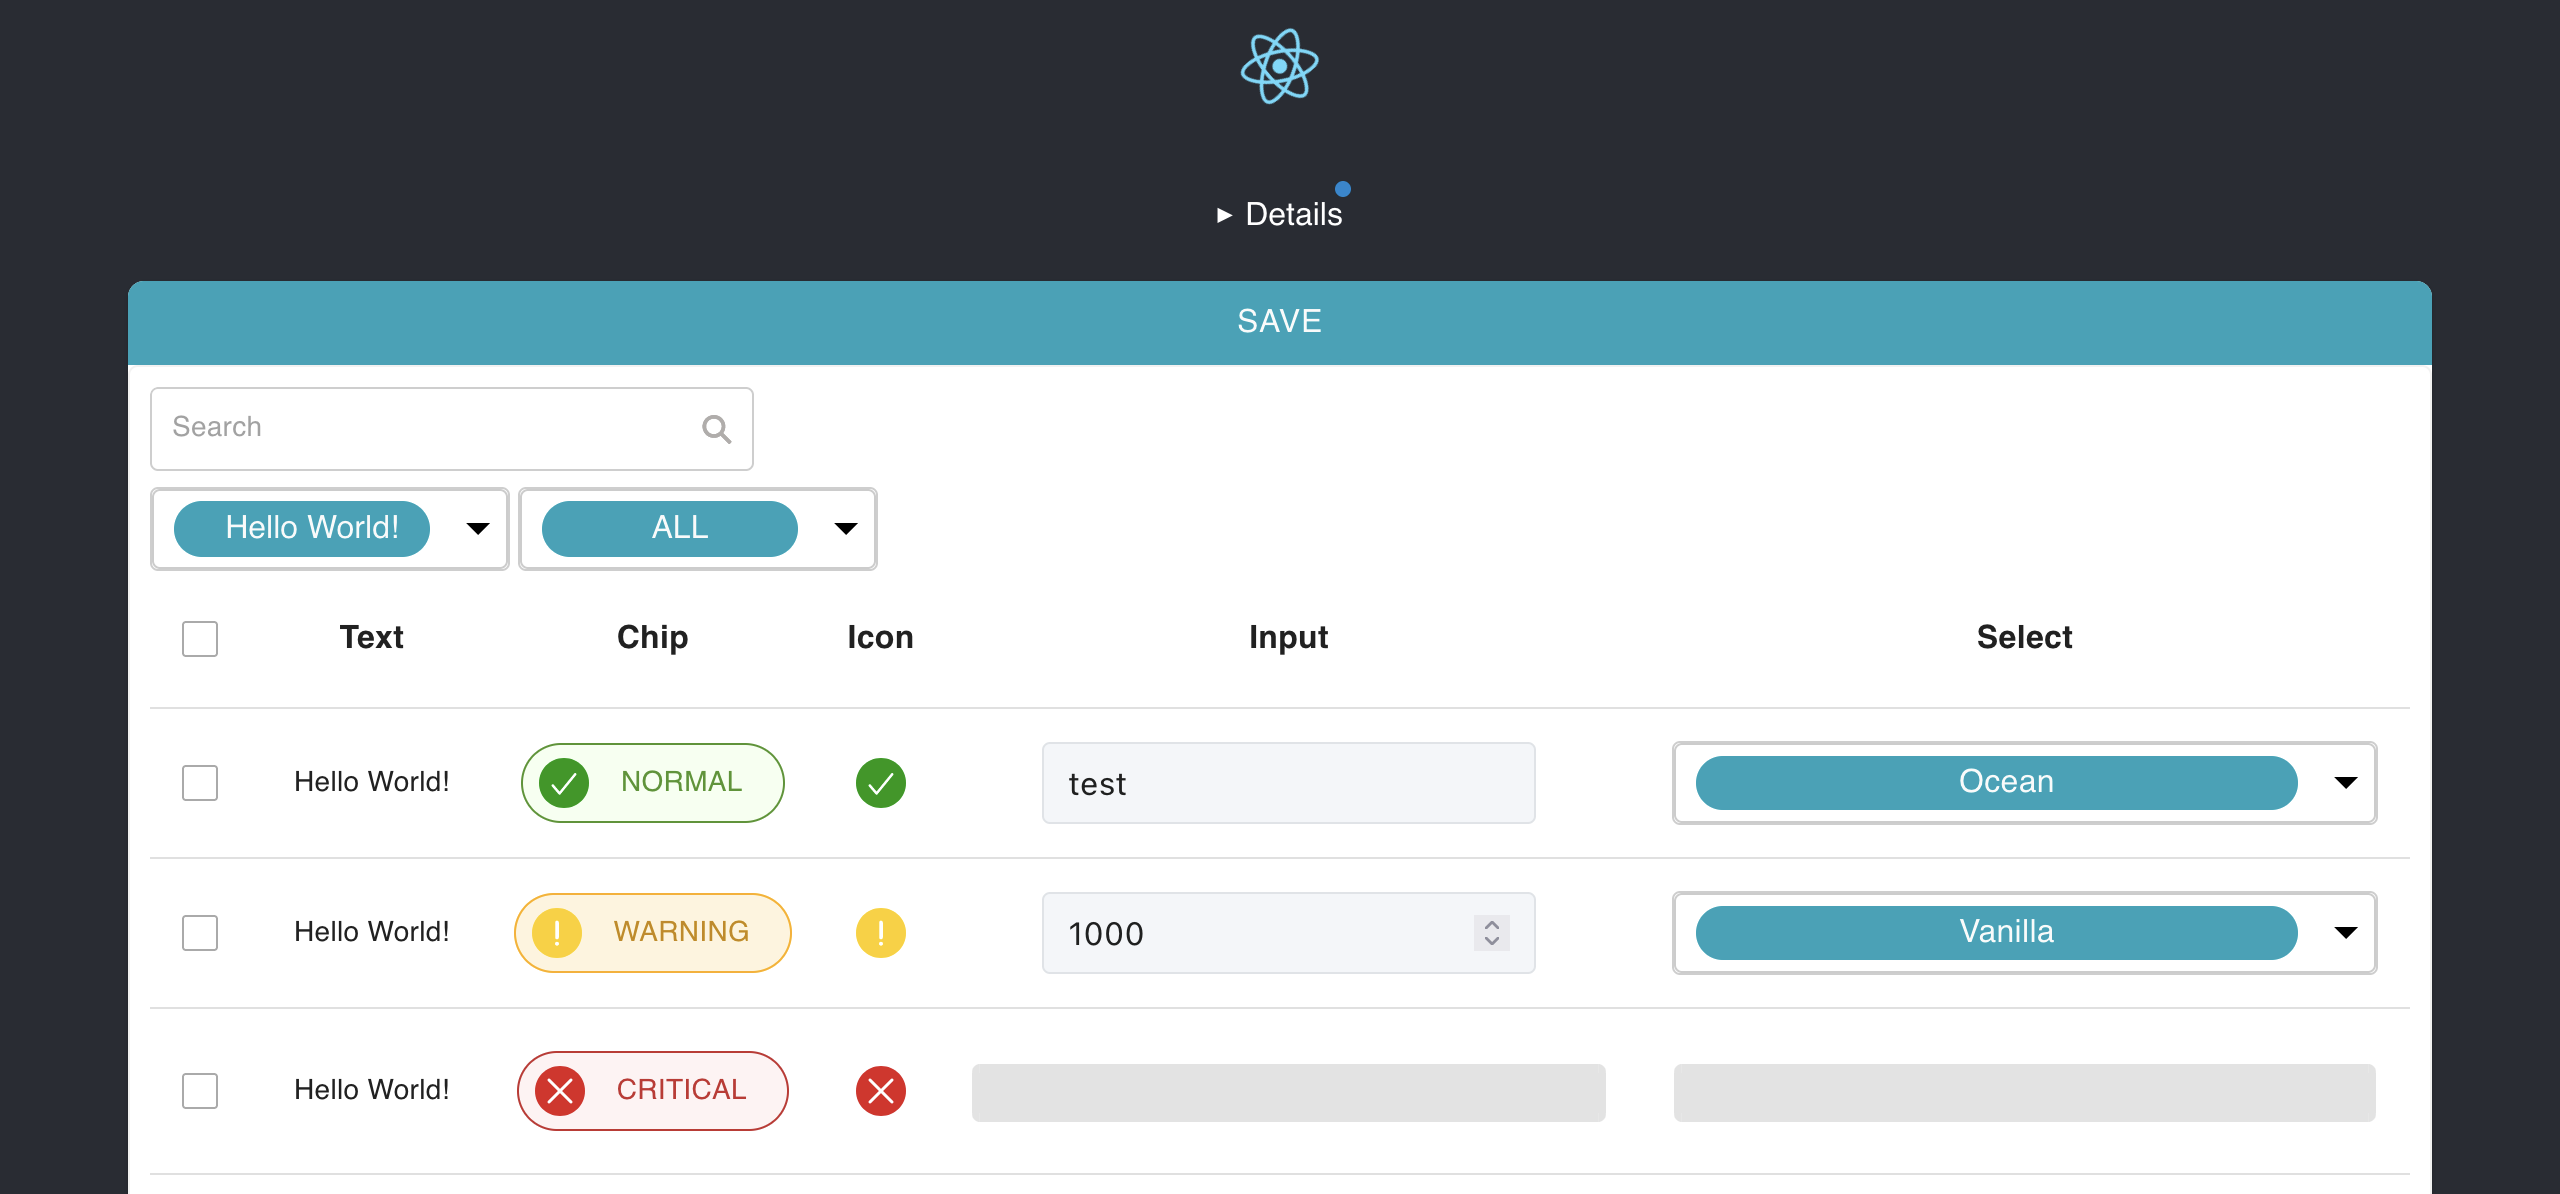 ▸ Details
SAVE
Search
Hello World! ALL
Text Chip Icon Input Select
Hello World! NORMAL test Ocean
Hello World! WARNING 1000 Vanilla
Hello World! CRITICAL